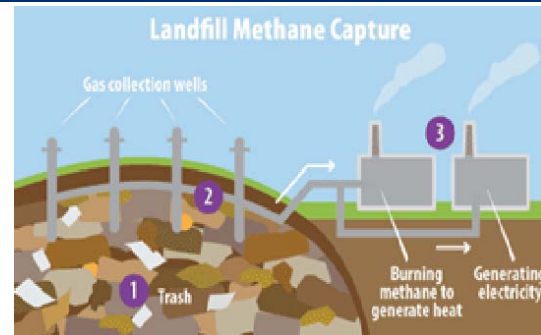 Landfill Methane Capture
Gas collection wells
3
2
1
Trash
Burning
methane to
generate heat
Generating
electricity